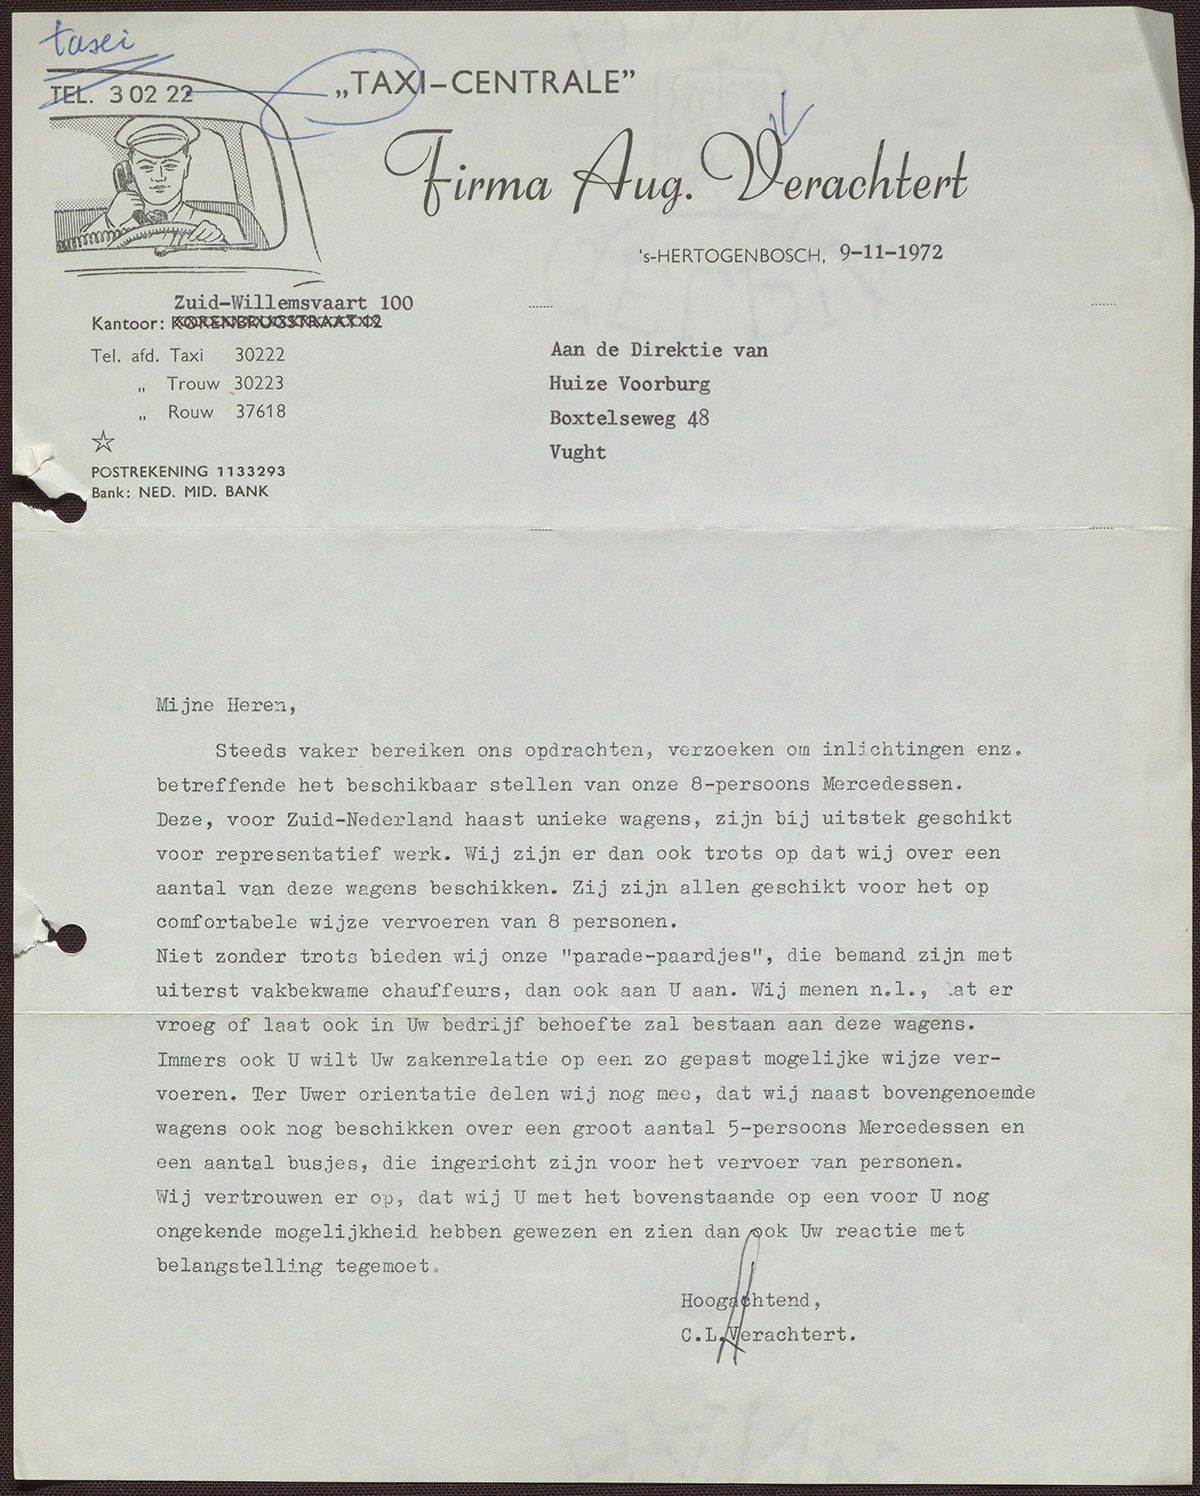 taxi
TEL. 3 02 22
„TAXI-CENTRALE”
Firma Aug. Verachtert
's-HERTOGENBOSCH, 9-11-1972
Zuid-Willemsvaart 100
Kantoor: KORENBRUGSTRAAT 12
Tel. afd. Taxi 30222
„ Trouw 30223
„ Rouw 37618
POSTREKENING 1133293
Bank: NED. MID. BANK
Aan de Direktie van
Huize Voorburg
Boxtelseweg 48
Vught
Mijne Heren,
Steeds vaker bereiken ons opdrachten, verzoeken om inlichtingen enz.
betreffende het beschikbaar stellen van onze 8-persoons Mercedessen.
Deze, voor Zuid-Nederland haast unieke wagens, zijn bij uitstek geschikt
voor representatief werk. Wij zijn er dan ook trots op dat wij over een
aantal van deze wagens beschikken. Zij zijn allen geschikt voor het op
comfortabele wijze vervoeren van 8 personen.
Niet zonder trots bieden wij onze "parade-paardjes", die bemand zijn met
uiterst vakbekwame chauffeurs, dan ook aan U aan. Wij menen n.l., dat er
vroeg of laat ook in Uw bedrijf behoefte zal bestaan aan deze wagens.
Immers ook U wilt Uw zakenrelatie op een zo gepast mogelijke wijze ver-
voeren. Ter Uwer orientatie delen wij nog mee, dat wij naast bovengenoemde
wagens ook nog beschikken over een groot aantal 5-persoons Mercedessen en
een aantal busjes, die ingericht zijn voor het vervoer van personen.
Wij vertrouwen er op, dat wij U met het bovenstaande op een voor U nog
ongekende mogelijkheid hebben gewezen en zien dan ook Uw reactie met
belangstelling tegemoet.
Hoogachtend,
C.L.Verachtert.